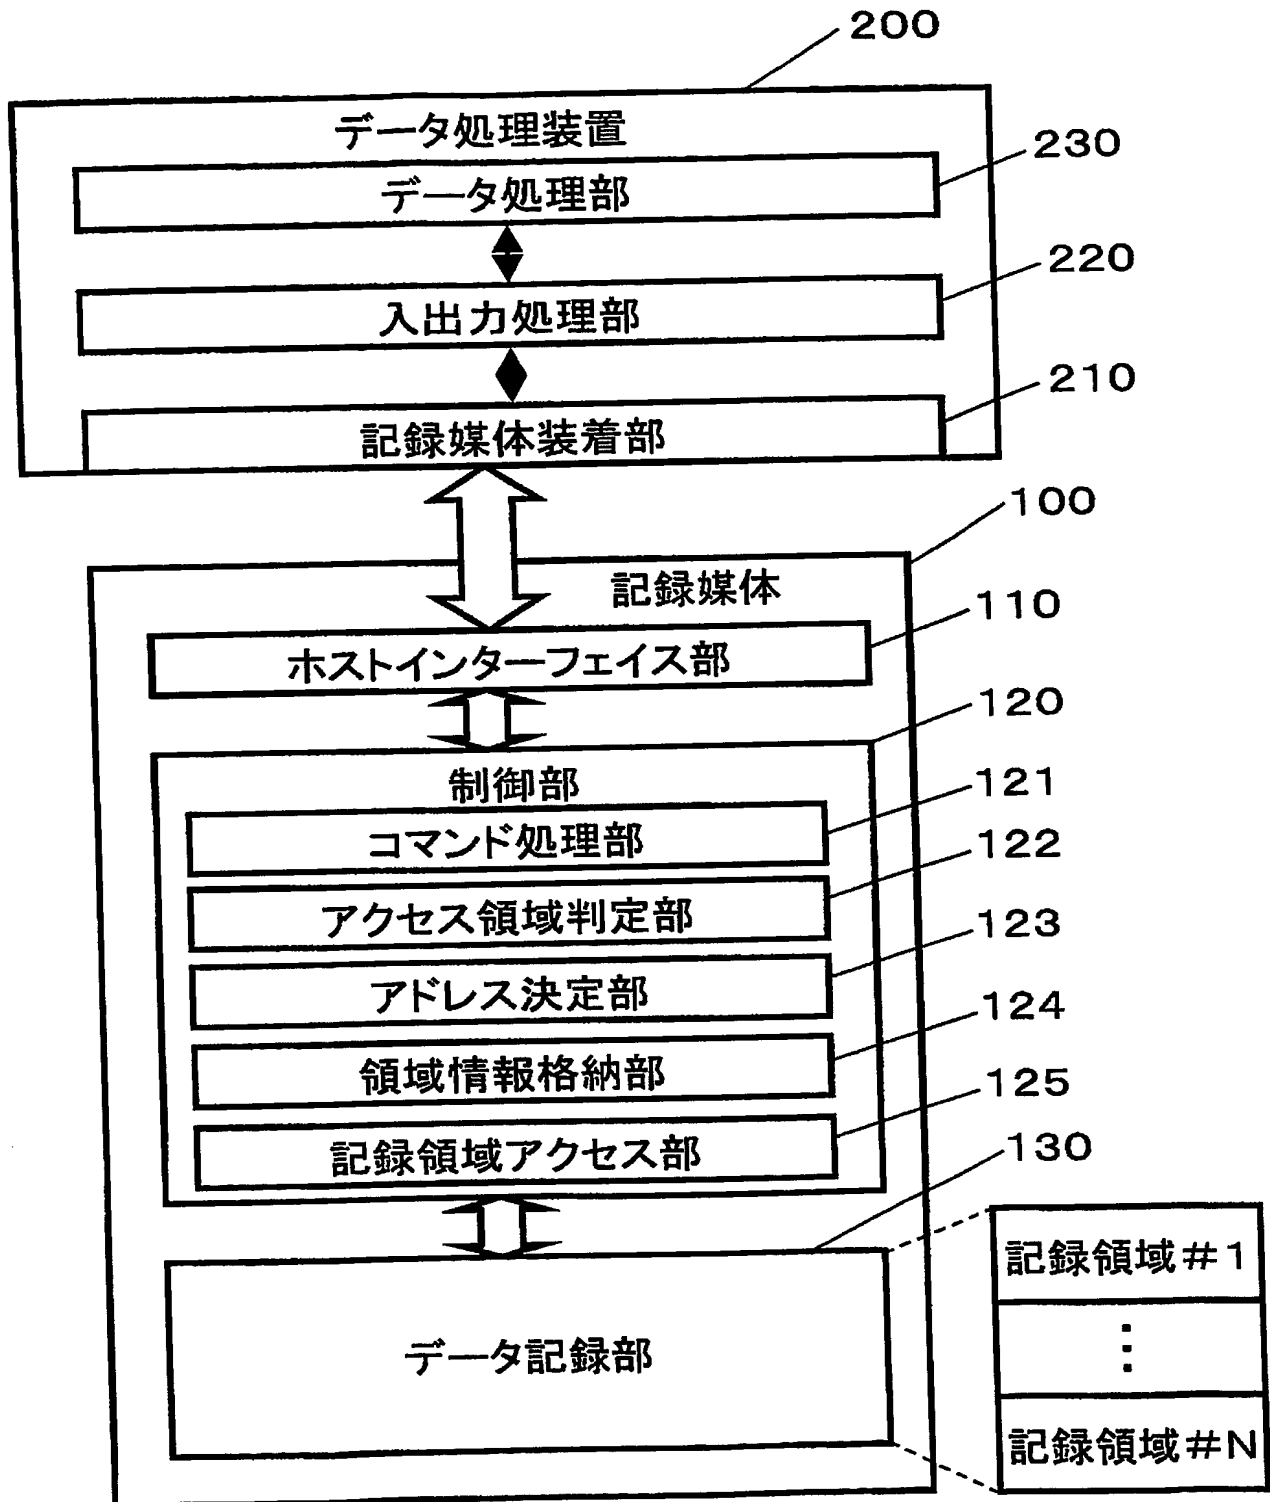 200
データ処理装置
230
データ処理部
220
入出力処理部
210
記録媒体装着部
100
記録媒体
110
ホストインターフェイス部
120
制御部
121
コマンド処理部
122
アクセス領域判定部
123
アドレス決定部
124
領域情報格納部
125
記録領域アクセス部
130
データ記録部
記録領域#1
⋮
記録領域#N